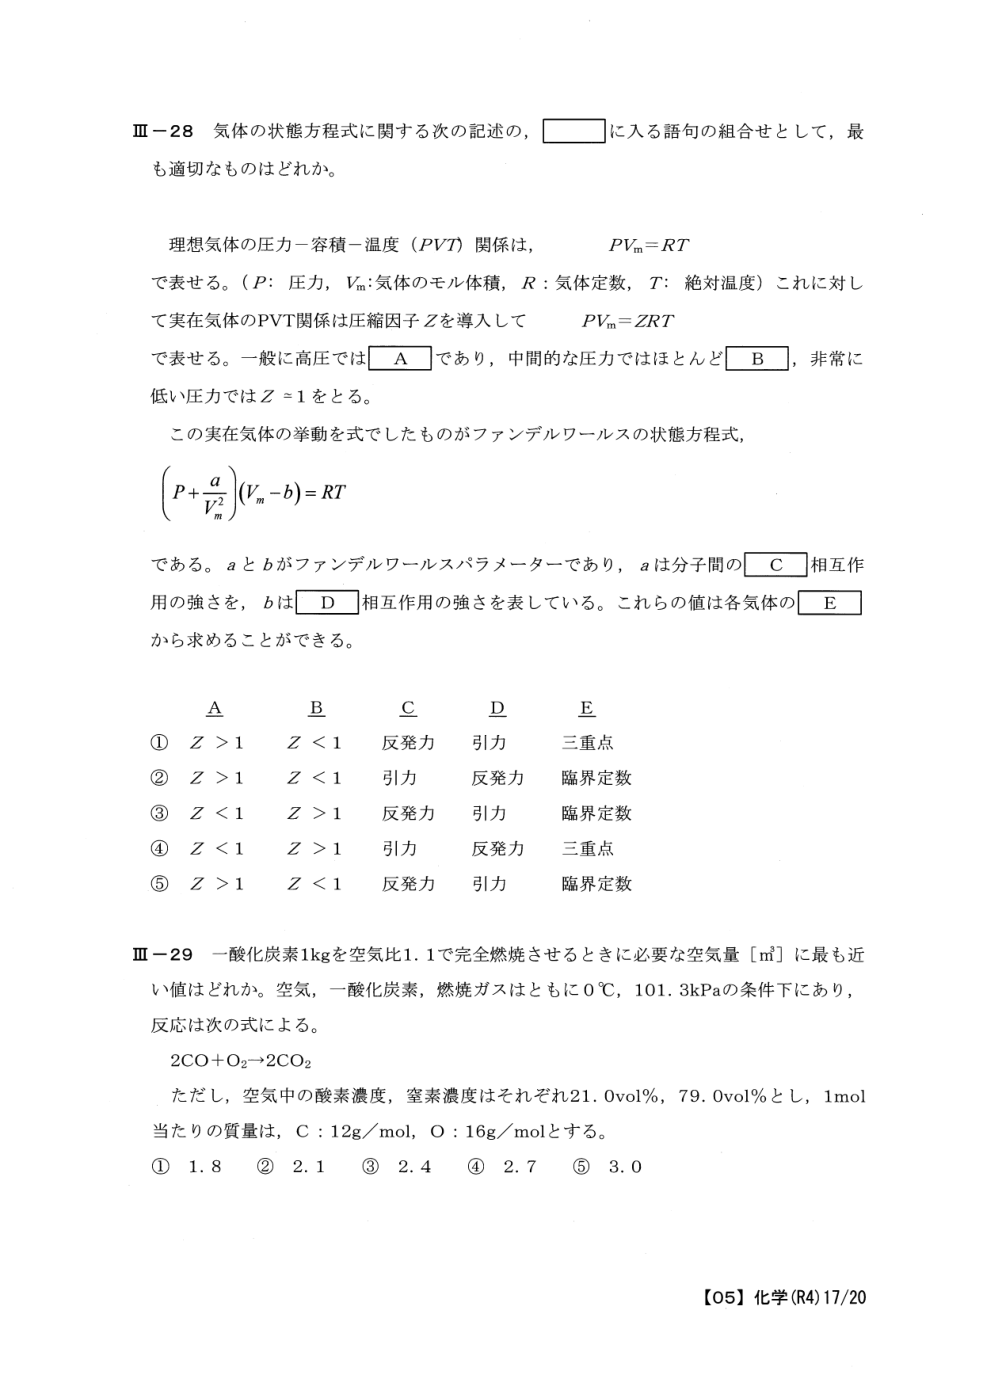 Ⅲ－28　気体の状態方程式に関する次の記述の，□に入る語句の組合せとして，最
も適切なものはどれか。
理想気体の圧力－容積－温度（PVT）関係は，　PVm＝RT
で表せる。（P：圧力，Vm：気体のモル体積，R：気体定数，T：絶対温度）これに対し
て実在気体のPVT関係は圧縮因子Zを導入して　PVm＝ZRT
で表せる。一般に高圧では A であり，中間的な圧力ではほとんど B ，非常に
低い圧力ではZ≃1をとる。
この実在気体の挙動を式でしたものがファンデルワールスの状態方程式，
(P+a/Vm²)(Vm−b)=RT
である。aとbがファンデルワールスパラメーターであり，aは分子間の C 相互作
用の強さを，bは D 相互作用の強さを表している。これらの値は各気体の E
から求めることができる。
A　B　C　D　E
①　Z＞1　Z＜1　反発力　引力　三重点
②　Z＞1　Z＜1　引力　反発力　臨界定数
③　Z＜1　Z＞1　反発力　引力　臨界定数
④　Z＜1　Z＞1　引力　反発力　三重点
⑤　Z＞1　Z＜1　反発力　引力　臨界定数
Ⅲ－29　一酸化炭素1kgを空気比1.1で完全燃焼させるときに必要な空気量［㎥］に最も近
い値はどれか。空気，一酸化炭素，燃焼ガスはともに０℃，101.3kPaの条件下にあり，
反応は次の式による。
2CO＋O₂→2CO₂
ただし，空気中の酸素濃度，窒素濃度はそれぞれ21.0vol％，79.0vol％とし，1mol
当たりの質量は，C：12g／mol，O：16g／molとする。
①　1.8　②　2.1　③　2.4　④　2.7　⑤　3.0
【05】化学(R4)17/20